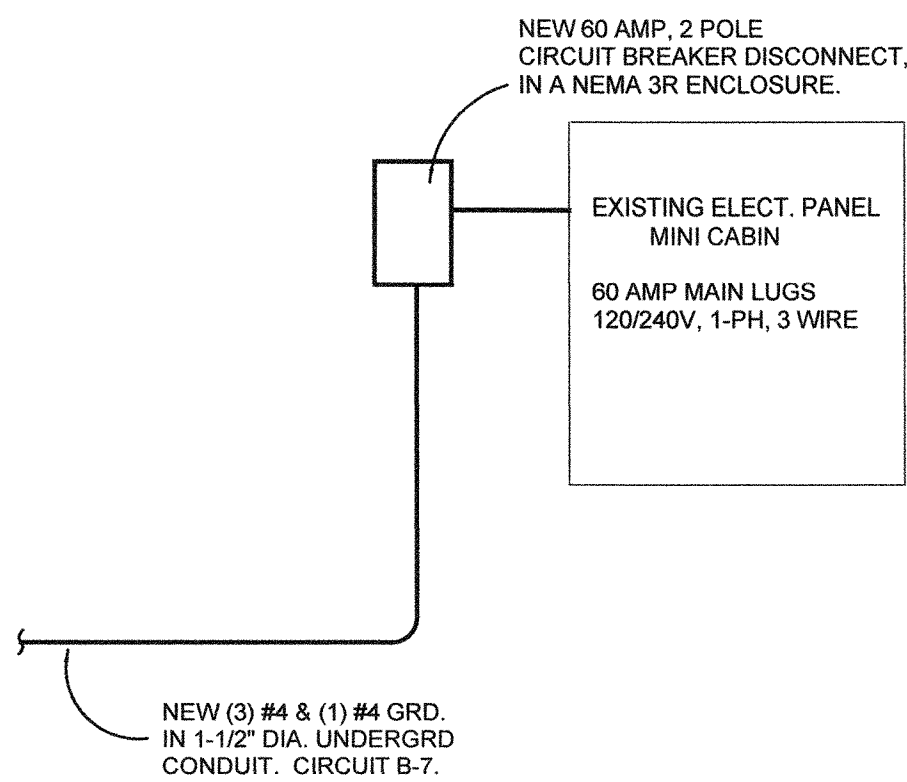 NEW 60 AMP, 2 POLE
CIRCUIT BREAKER DISCONNECT,
IN A NEMA 3R ENCLOSURE.
EXISTING ELECT. PANEL
MINI CABIN
60 AMP MAIN LUGS
120/240V, 1-PH, 3 WIRE
NEW (3) #4 & (1) #4 GRD.
IN 1-1/2" DIA. UNDERGRD
CONDUIT. CIRCUIT B-7.